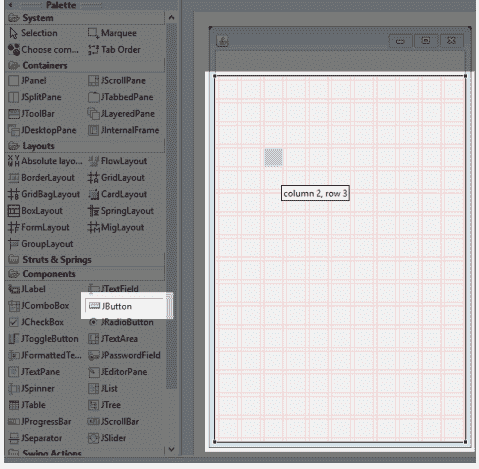 Palette
System
Selection Marquee
Choose com... Tab Order
Containers
JPanel JScrollPane
JSplitPane JTabbedPane
JToolBar JLayeredPane
JDesktopPane JInternalFrame
Layouts
Absolute layo... FlowLayout
BorderLayout GridLayout
GridBagLayout CardLayout
BoxLayout SpringLayout
FormLayout MigLayout
GroupLayout
Struts & Springs
Components
JLabel JTextField
JComboBox JButton
JCheckBox JRadioButton
JToggleButton JTextArea
JFormattedTe... JPasswordField
JTextPane JEditorPane
JSpinner JList
JTable JTree
JProgressBar JScrollBar
JSeparator JSlider
Swing Actions
column 2, row 3